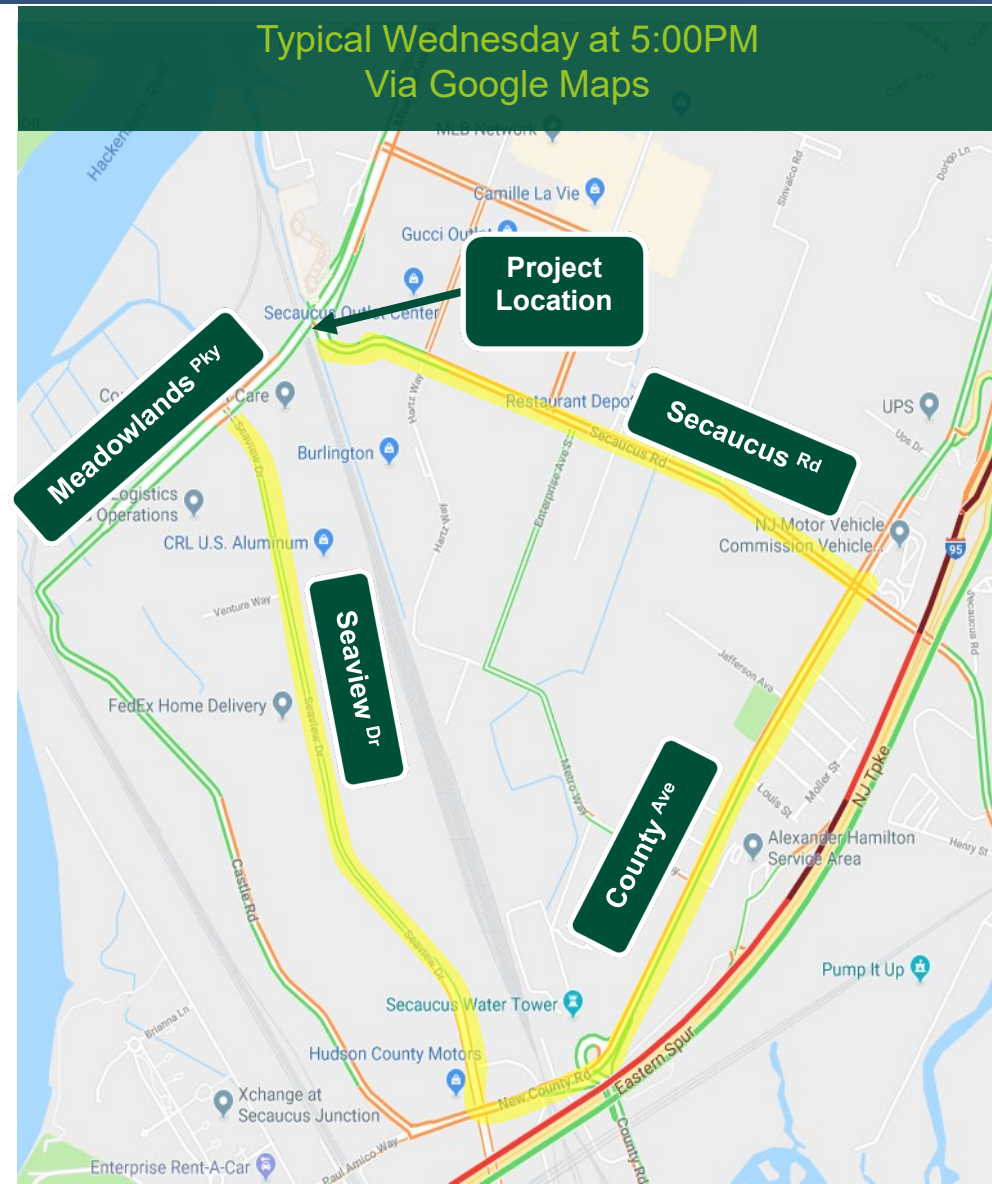 Typical Wednesday at 5:00PM
Via Google Maps
Hackensack River
MLB Network
Sinvalco Rd
Dorigo Ln
Camille La Vie
Gucci Outlet
Project
Location
Secaucus Outlet Center
Meadowlands Pky
Care
Hartz Way
Restaurant Depot
Secaucus Rd
Secaucus Rd
UPS
Ups Dr
Seaview Dr
Burlington
Logistics
Operations
Enterprise Ave S
Hartz Way
CRL U.S. Aluminum
NJ Motor Vehicle
Commission Vehicle...
95
Secaucus Rd
Venture Way
Seaview Dr
Jefferson Ave
FedEx Home Delivery
Seaview Dr
Metro Way
County Ave
Louis St
Moller St
NJ Tpke
Alexander Hamilton
Service Area
Henry St
Castle Rd
Seaview Dr
Pump It Up
Secaucus Water Tower
Brianna Ln
Hudson County Motors
New County Rd
Eastern Spur
Xchange at
Secaucus Junction
Paul Amico Way
County Rd
Enterprise Rent-A-Car